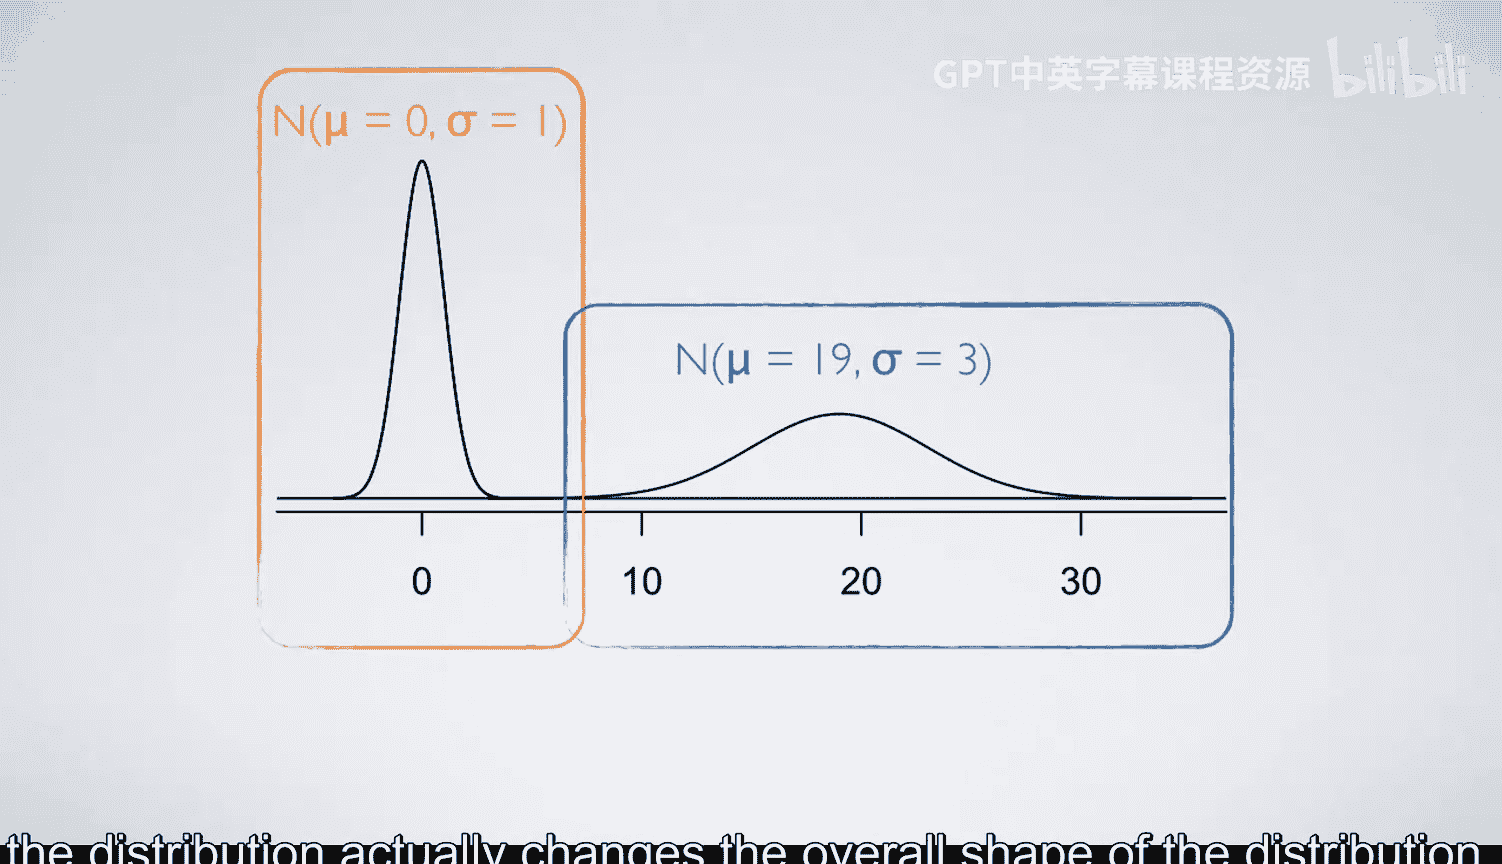 GPT中英字幕课程资源 bilibili
N(μ = 0, σ = 1)
N(μ = 19, σ = 3)
0 10 20 30
the distribution actually changes the overall shape of the distribution